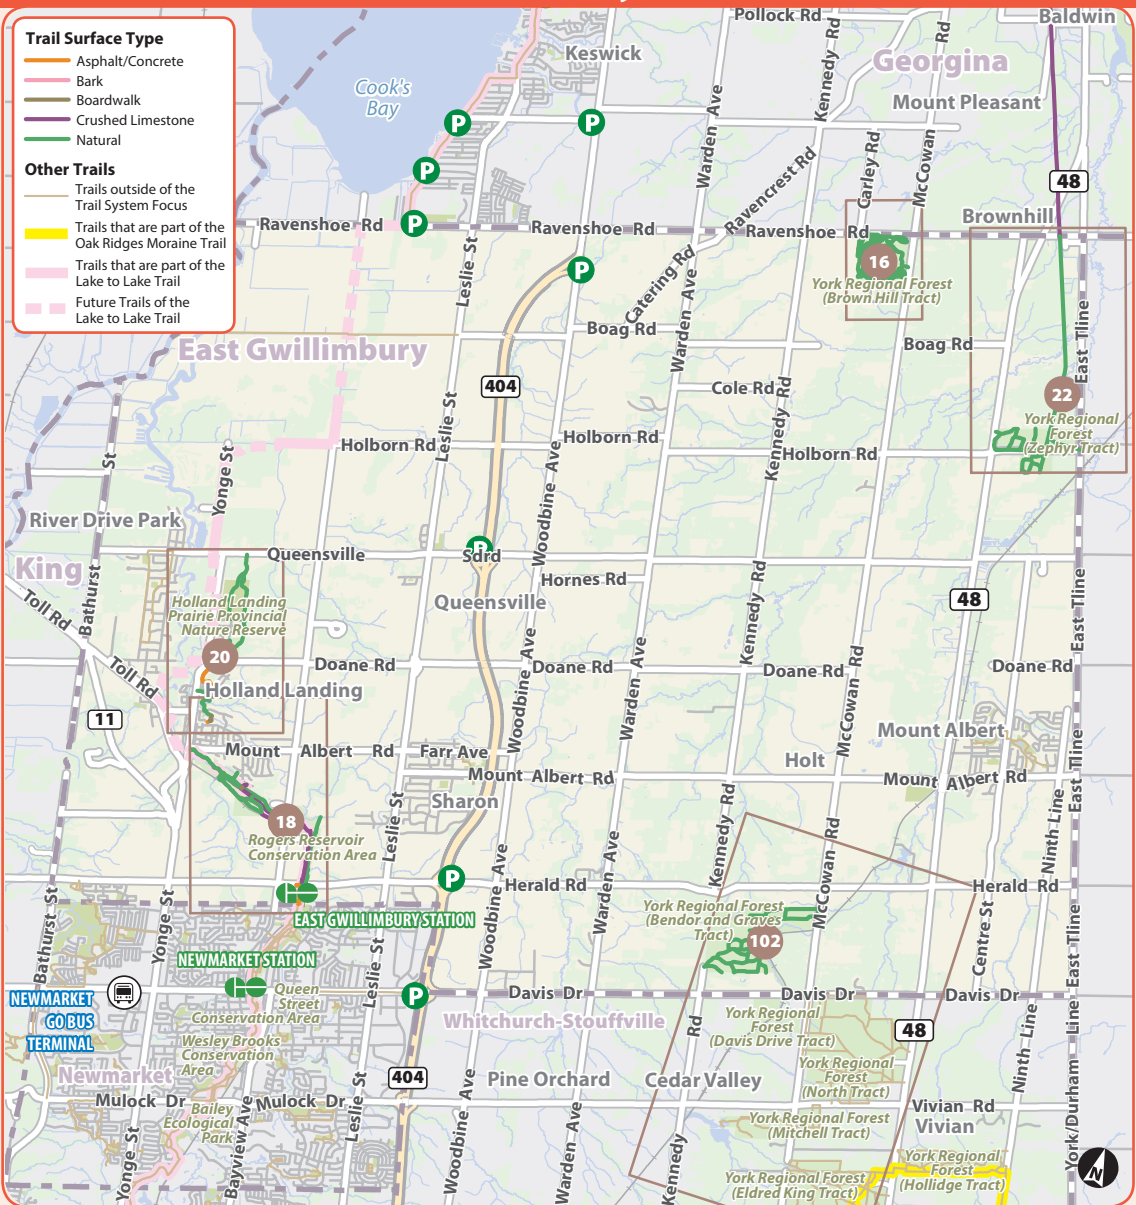 Trail Surface Type
Asphalt/Concrete
Bark
Boardwalk
Crushed Limestone
Natural
Other Trails
Trails outside of the
Trail System Focus
Trails that are part of the
Oak Ridges Moraine Trail
Trails that are part of the
Lake to Lake Trail
Future Trails of the
Lake to Lake Trail
Pollock Rd
Baldwin
Keswick
Kennedy Rd
Rd
Georgina
Cook's
Bay
Warden Ave
Mount Pleasant
P
P
P
Carley Rd
McCowan
Ravencrest Rd
48
Brownhill
Ravenshoe Rd
P
Ravenshoe Rd
Ravenshoe Rd
Leslie St
P
Catering Rd
Warden Ave
16
York Regional Forest
(Brown Hill Tract)
Boag Rd
Boag Rd
East Tline
East Gwillimbury
404
Cole Rd
Kennedy Rd
22
York Regional
Forest
(Zephyr Tract)
Leslie St
Holborn Rd
Holborn Rd
Holborn Rd
St
Yonge St
Woodbine Ave
River Drive Park
Queensville
P
Sdrd
King
Bathurst
Toll Rd
Hornes Rd
Kennedy Rd
East Tline
Holland Landing
Prairie Provincial
Nature Reserve
Queensville
48
20
Doane Rd
Doane Rd
Doane Rd
Doane Rd
Toll Rd
Woodbine Ave
Warden Ave
McCowan Rd
Holland Landing
11
Mount Albert Rd
Farr Ave
Mount Albert
Holt
Mount Albert Rd
Mount Albert Rd
East Tline
Sharon
18
Rogers Reservoir
Conservation Area
Leslie St
Kennedy Rd
McCowan Rd
Ninth Line
P
Herald Rd
Herald Rd
EAST GWILLIMBURY STATION
Bathurst St
Yonge St
Woodbine Ave
Warden Ave
York Regional Forest
(Bendor and Graves
Tract)
102
Centre St
East Tline
NEWMARKET STATION
Leslie St
Queen
Street
Conservation Area
NEWMARKET
GO BUS
TERMINAL
P
Davis Dr
Davis Dr
Davis Dr
Whitchurch-Stouffville
Rd
York Regional
Forest
(Davis Drive Tract)
48
Wesley Brooks
Conservation
Area
Newmarket
404
Pine Orchard
Cedar Valley
York Regional
Forest
(North Tract)
Ninth Line
York/Durham Line
Mulock Dr
Mulock Dr
Bailey
Ecological
Park
Leslie St
Vivian Rd
Vivian
York Regional Forest
(Mitchell Tract)
Yonge St
Bayview Ave
Woodbine Ave
Warden Ave
Kennedy
York Regional Forest
(Eldred King Tract)
York Regional
Forest
(Hollidge Tract)
N